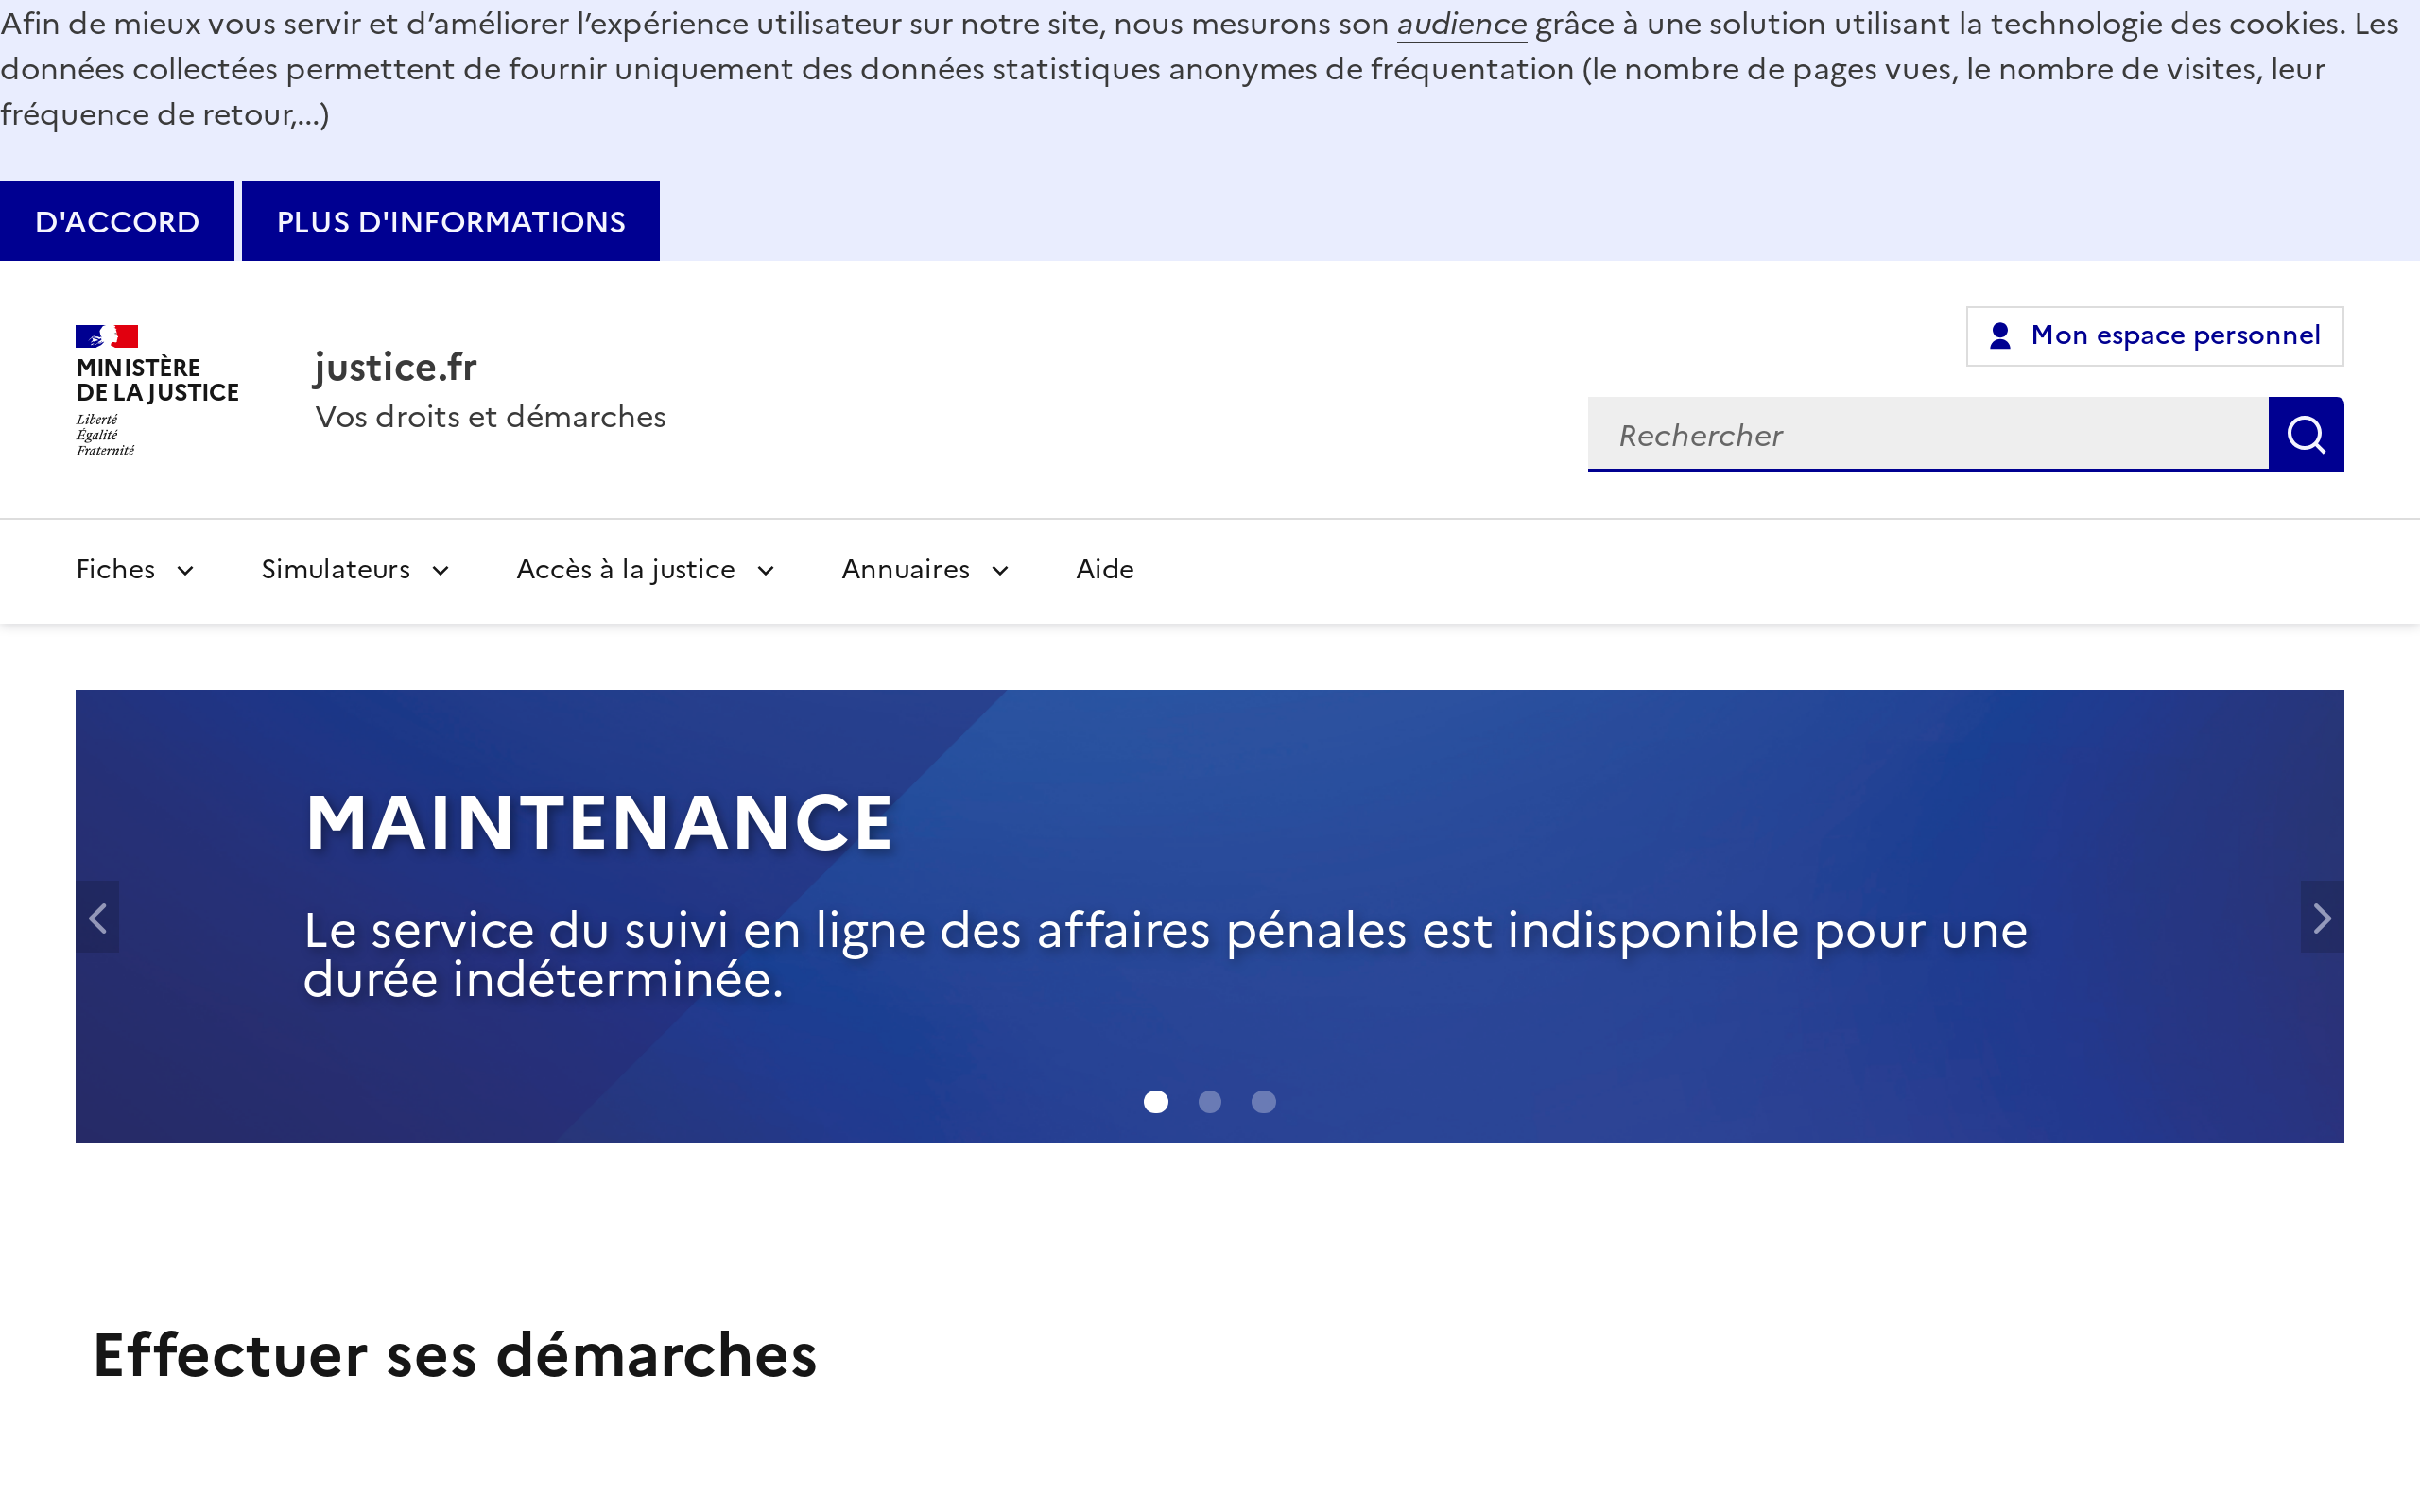 Afin de mieux vous servir et d’améliorer l’expérience utilisateur sur notre site, nous mesurons son audience grâce à une solution utilisant la technologie des cookies. Les
données collectées permettent de fournir uniquement des données statistiques anonymes de fréquentation (le nombre de pages vues, le nombre de visites, leur
fréquence de retour,...)
D'ACCORD
PLUS D'INFORMATIONS
MINISTÈRE
DE LA JUSTICE
Liberté
Égalité
Fraternité
justice.fr
Vos droits et démarches
Mon espace personnel
Rechercher
Fiches
Simulateurs
Accès à la justice
Annuaires
Aide
MAINTENANCE
Le service du suivi en ligne des affaires pénales est indisponible pour une
durée indéterminée.
Effectuer ses démarches